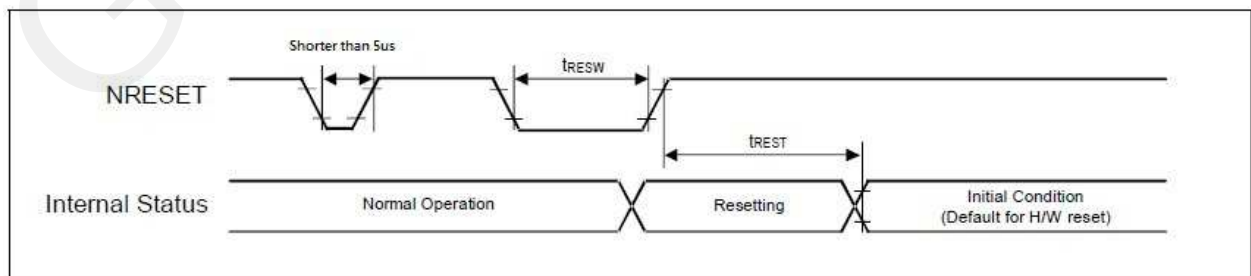 Shorter than 5us
tRESW
NRESET
tREST
Internal Status
Normal Operation
Resetting
Initial Condition
(Default for H/W reset)